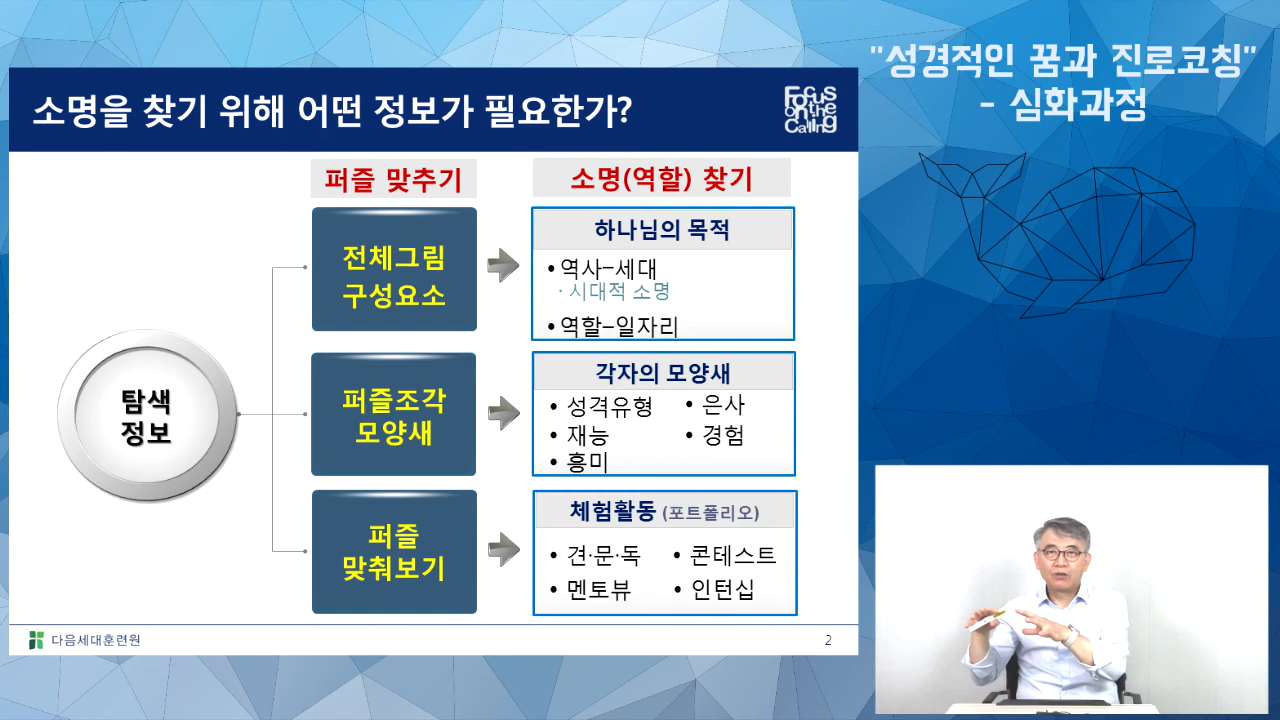 "성경적인 꿈과 진로코칭"
- 심화과정
소명을 찾기 위해 어떤 정보가 필요한가?
Focus
on the
Calling
퍼즐 맞추기
소명(역할) 찾기
탐색
정보
전체그림
구성요소
하나님의 목적
•역사–세대
· 시대적 소명
•역할–일자리
퍼즐조각
모양새
각자의 모양새
• 성격유형
• 은사
• 재능
• 경험
• 흥미
퍼즐
맞춰보기
체험활동 (포트폴리오)
• 견·문·독
• 콘테스트
• 멘토뷰
• 인턴십
다음세대훈련원
2